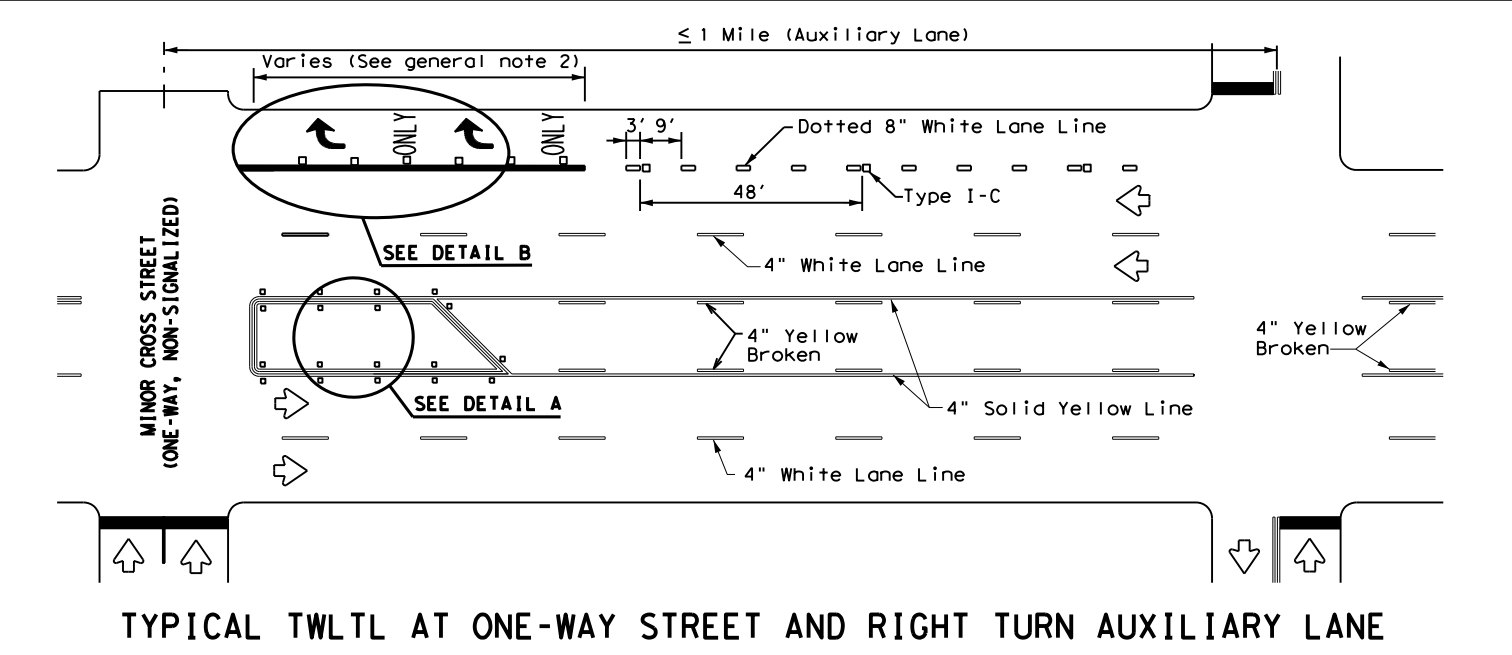 ≤ 1 Mile (Auxiliary Lane)
Varies (See general note 2)
ONLY
ONLY
3' 9'
Dotted 8" White Lane Line
48'
Type I-C
SEE DETAIL B
4" White Lane Line
MINOR CROSS STREET
(ONE-WAY, NON-SIGNALIZED)
4" Yellow
Broken
4" Yellow
Broken
SEE DETAIL A
4" Solid Yellow Line
4" White Lane Line
TYPICAL TWLTL AT ONE-WAY STREET AND RIGHT TURN AUXILIARY LANE